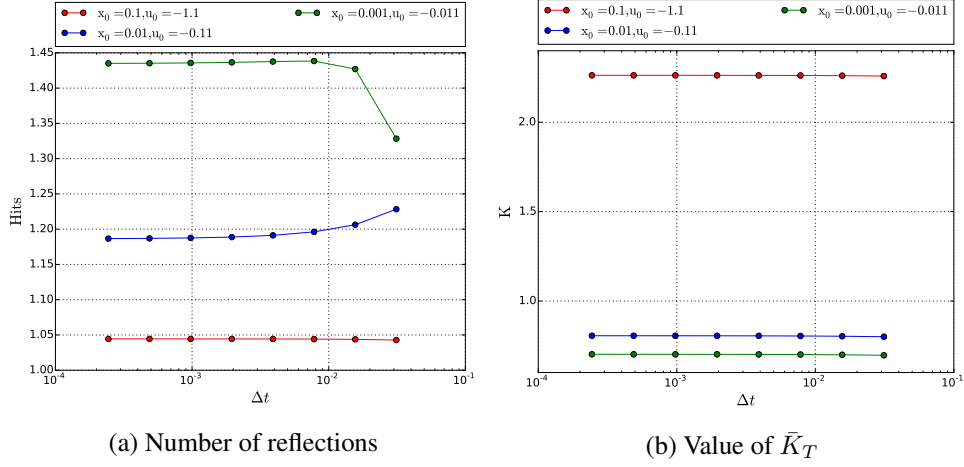 x₀ =0.1,u₀ =−1.1
x₀ =0.001,u₀ =−0.011
x₀ =0.01,u₀ =−0.11
1.45
1.40
1.35
1.30
1.25
1.20
1.15
1.10
1.05
1.00
Hits
10⁻⁴
10⁻³
10⁻²
10⁻¹
Δt
(a) Number of reflections
x₀ =0.1,u₀ =−1.1
x₀ =0.001,u₀ =−0.011
x₀ =0.01,u₀ =−0.11
2.0
1.5
1.0
K
10⁻⁴
10⁻³
10⁻²
10⁻¹
Δt
(b) Value of K̄_T